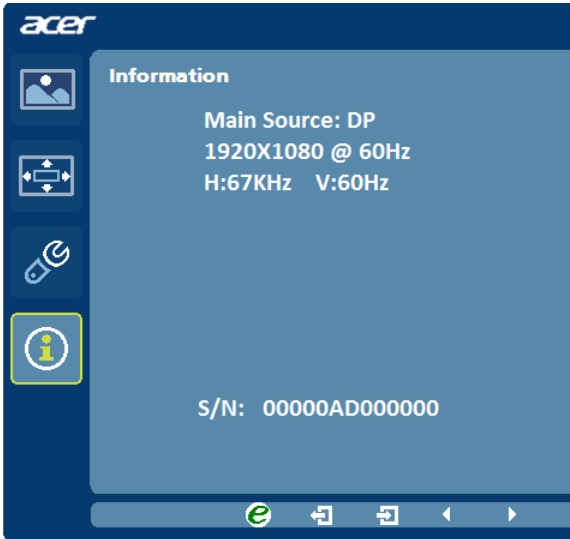 acer
Information
Main Source: DP
1920X1080 @ 60Hz
H:67KHz V:60Hz
S/N: 00000AD000000
e